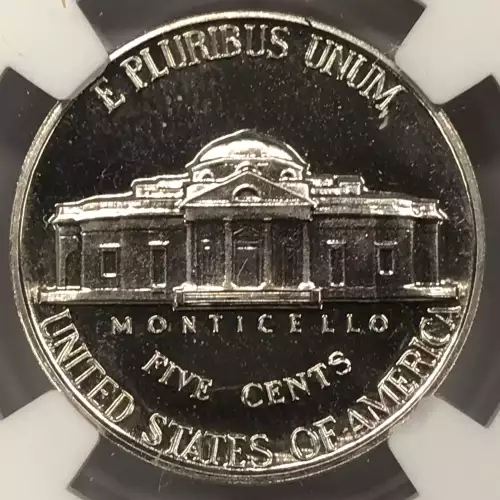 E PLURIBUS UNUM
MONTICELLO
FIVE CENTS
UNITED STATES OF AMERICA